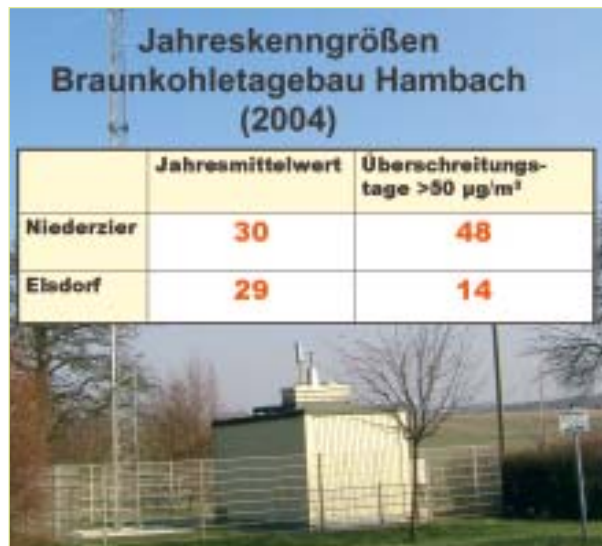 Jahreskenngrößen
Braunkohletagebau Hambach
(2004)
Jahresmittelwert Überschreitungs-
tage >50 µg/m³
Niederzier 30 48
Elsdorf 29 14